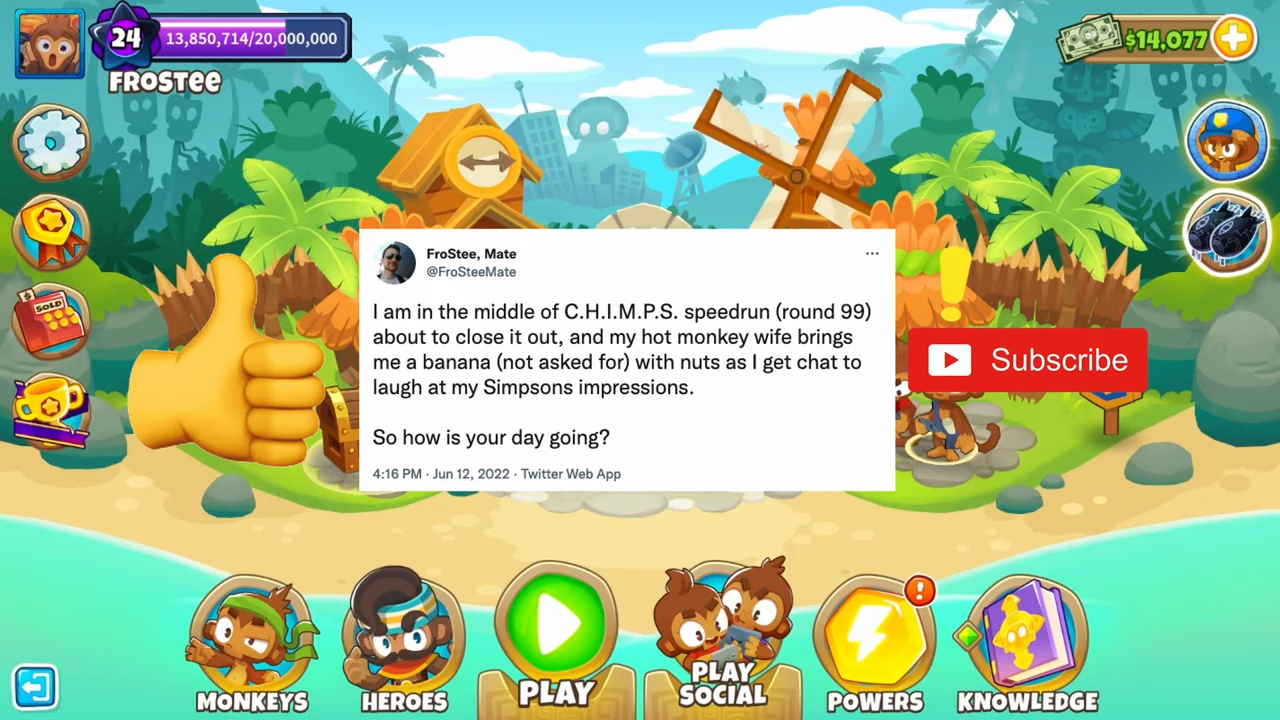 24
13,850,714/20,000,000
FROSTEE
$14,077
SOLD
FroStee, Mate
@FroSteeMate
I am in the middle of C.H.I.M.P.S. speedrun (round 99)
about to close it out, and my hot monkey wife brings
me a banana (not asked for) with nuts as I get chat to
laugh at my Simpsons impressions.
So how is your day going?
4:16 PM · Jun 12, 2022 · Twitter Web App
Subscribe
MONKEYS
HEROES
PLAY
PLAY
SOCIAL
POWERS
KNOWLEDGE